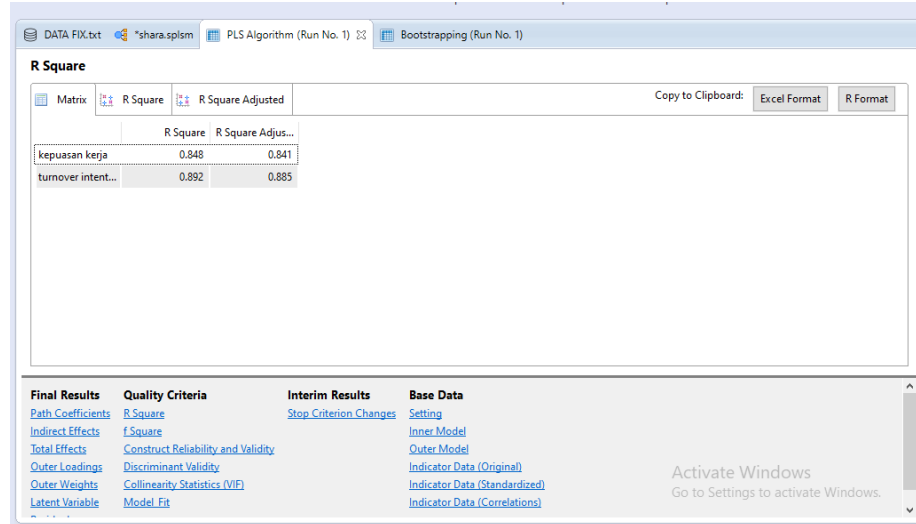 DATA FIX.txt *shara.splsm PLS Algorithm (Run No. 1) Bootstrapping (Run No. 1)
R Square
Matrix R Square R Square Adjusted Copy to Clipboard: Excel Format R Format
R Square R Square Adjus...
kepuasan kerja 0.848 0.841
turnover intent... 0.892 0.885
Final Results Quality Criteria Interim Results Base Data
Path Coefficients R Square Stop Criterion Changes Setting
Indirect Effects f Square Inner Model
Total Effects Construct Reliability and Validity Outer Model
Outer Loadings Discriminant Validity Indicator Data (Original)
Outer Weights Collinearity Statistics (VIF) Indicator Data (Standardized)
Latent Variable Model_Fit Indicator Data (Correlations)
Activate Windows
Go to Settings to activate Windows.